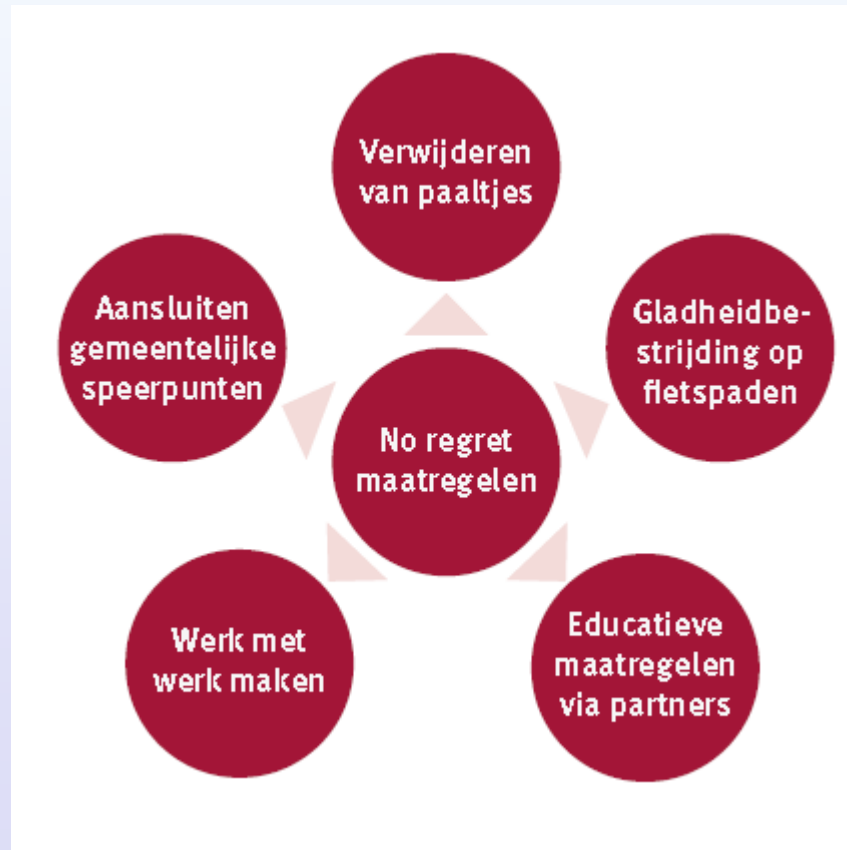 Verwijderen
van paaltjes
Aansluiten
gemeentelijke
speerpunten
Gladheidbe-
strijding op
fietspaden
No regret
maatregelen
Werk met
werk maken
Educatieve
maatregelen
via partners